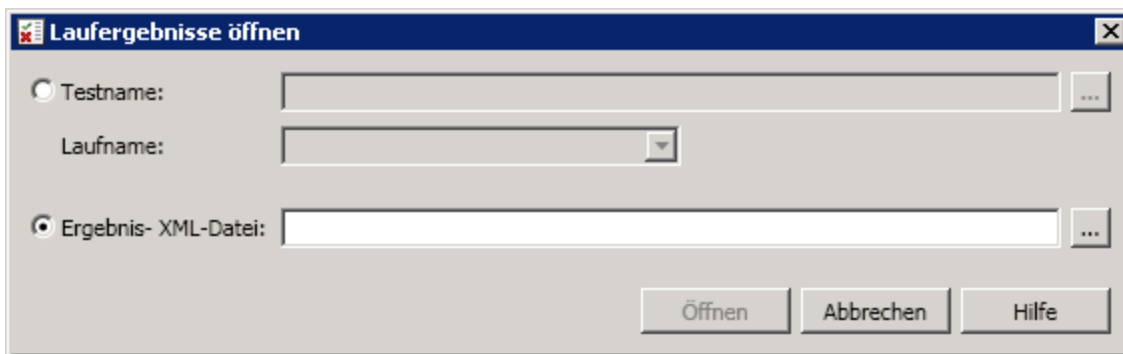 Laufergebnisse öffnen
Testname:
...
Laufname:
Ergebnis- XML-Datei:
...
Öffnen Abbrechen Hilfe